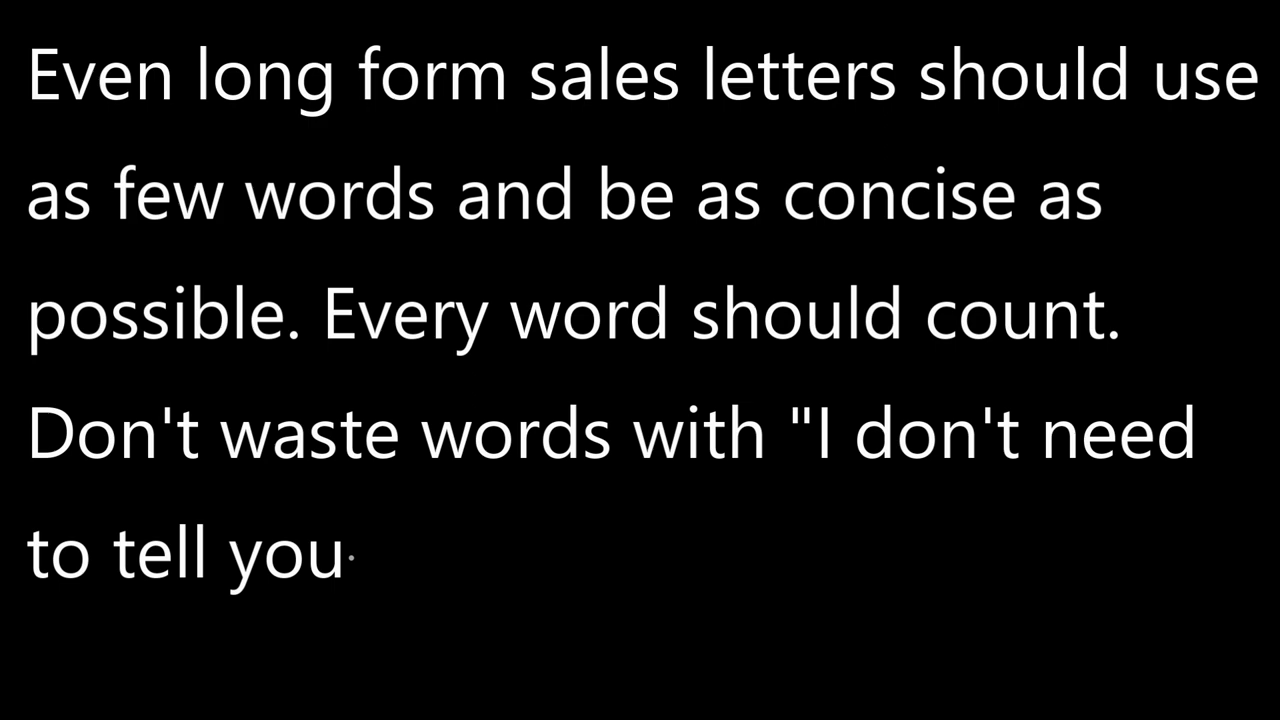 Even long form sales letters should use
as few words and be as concise as
possible. Every word should count.
Don't waste words with "I don't need
to tell you